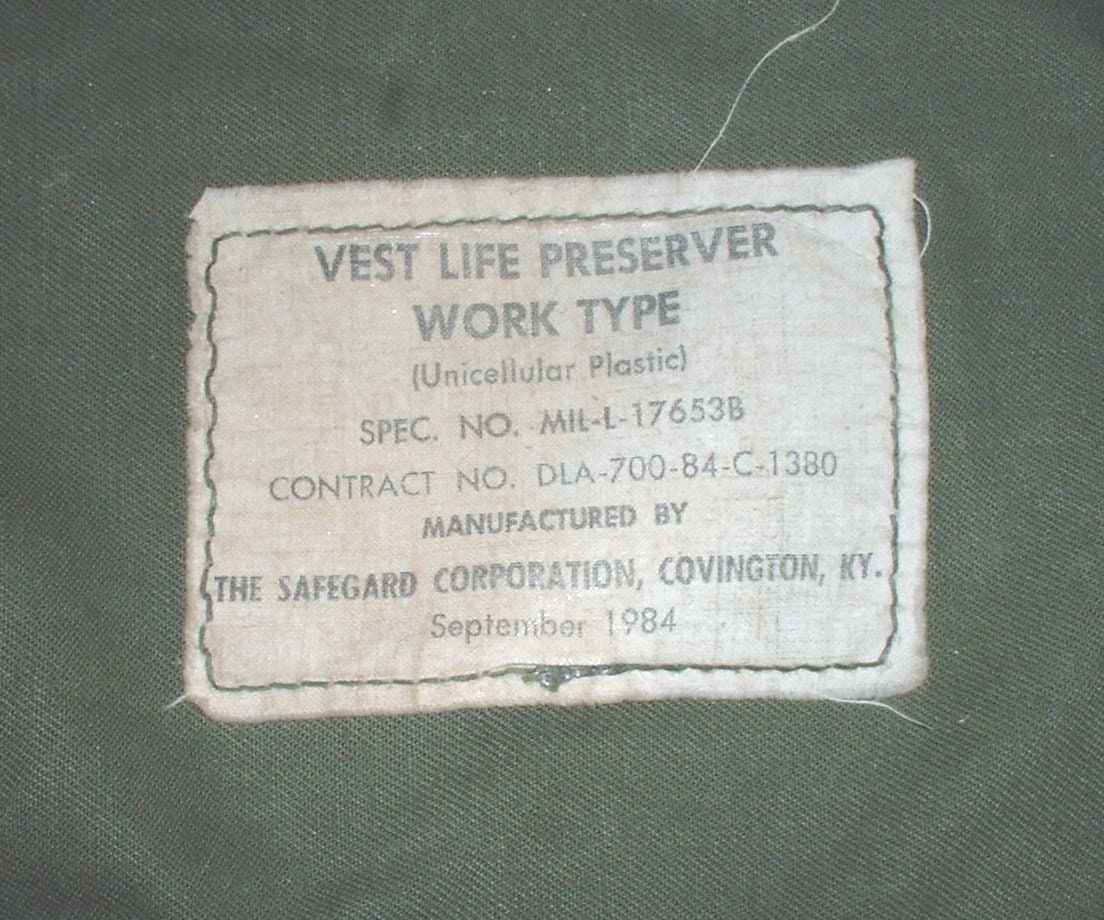 VEST LIFE PRESERVER
WORK TYPE
(Unicellular Plastic)
SPEC. NO. MIL-L-17653B
CONTRACT NO. DLA-700-84-C-1380
MANUFACTURED BY
THE SAFEGARD CORPORATION, COVINGTON, KY.
September 1984